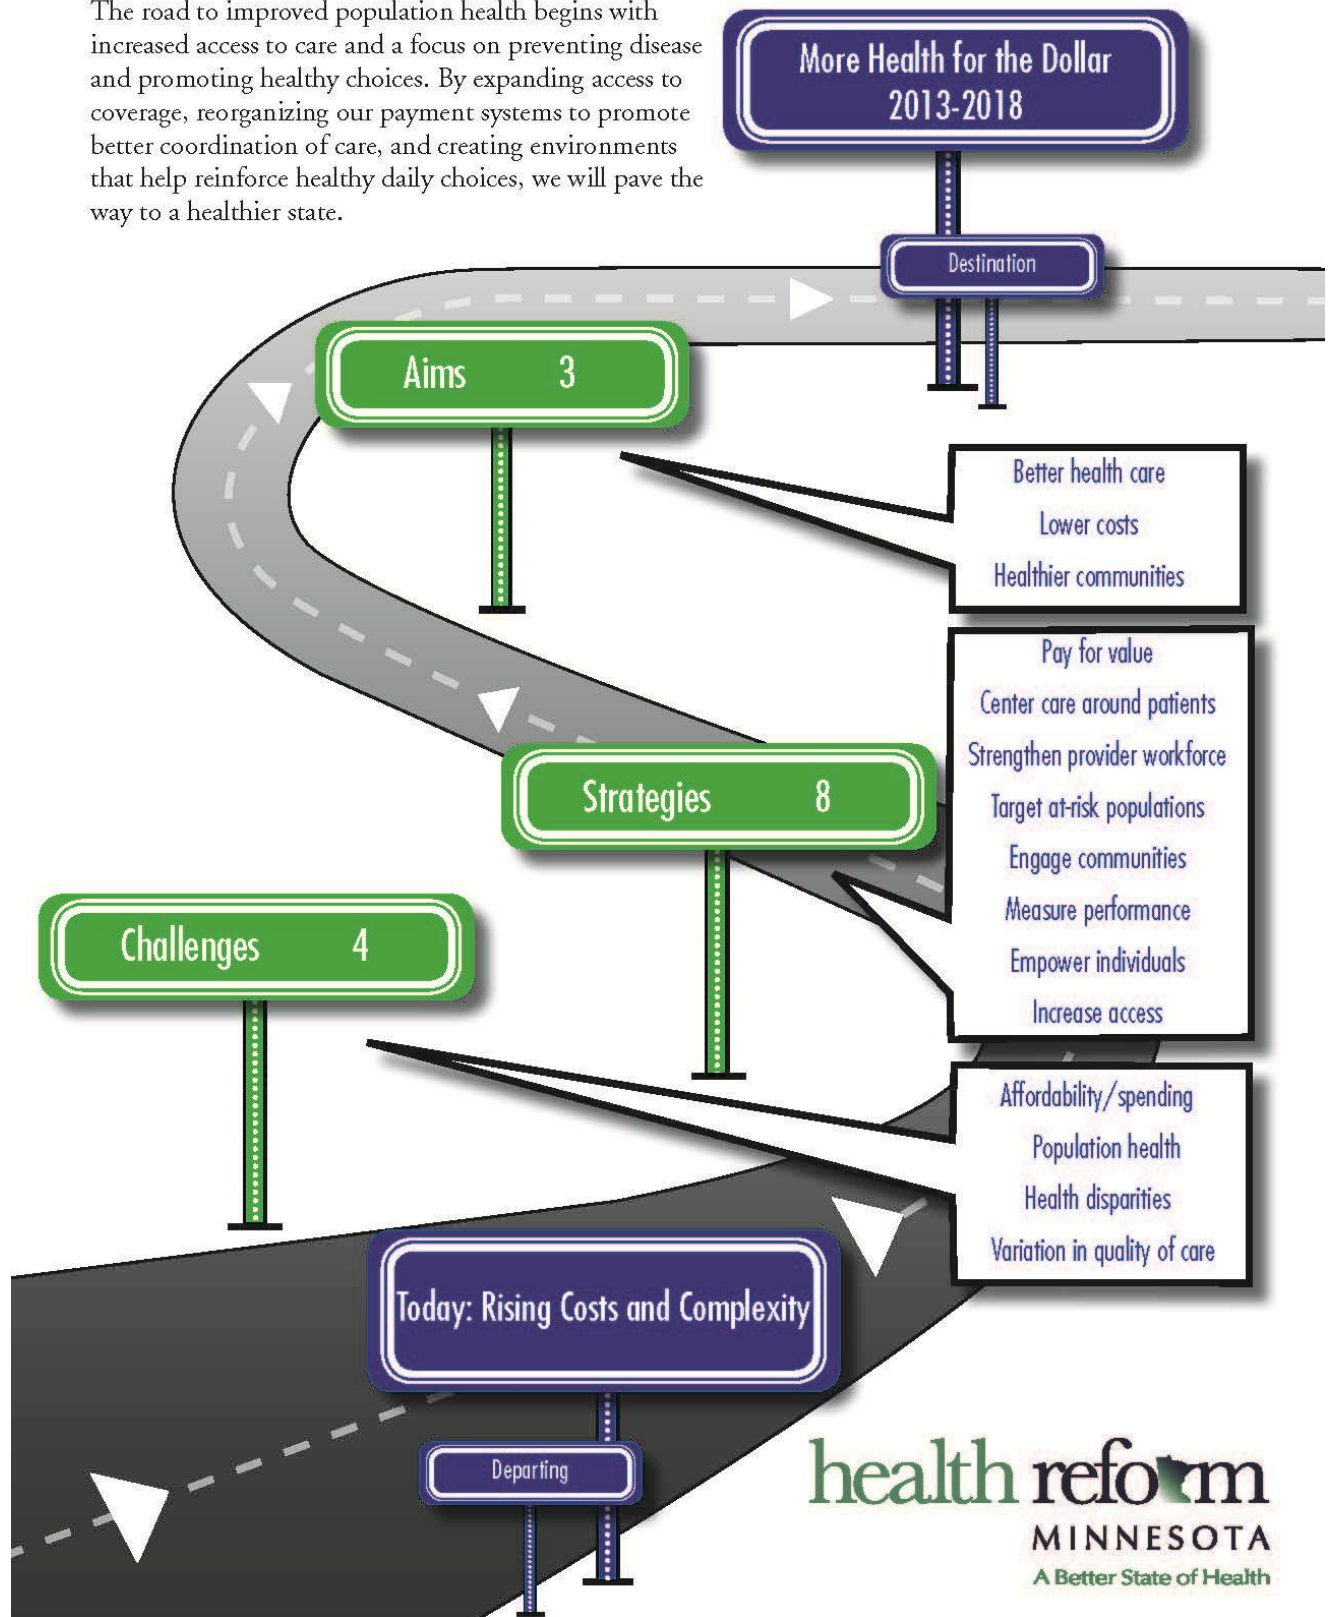 The road to improved population health begins with
increased access to care and a focus on preventing disease
and promoting healthy choices. By expanding access to
coverage, reorganizing our payment systems to promote
better coordination of care, and creating environments
that help reinforce healthy daily choices, we will pave the
way to a healthier state.
More Health for the Dollar
2013-2018
Destination
Aims 3
Better health care
Lower costs
Healthier communities
Strategies 8
Pay for value
Center care around patients
Strengthen provider workforce
Target at-risk populations
Engage communities
Measure performance
Empower individuals
Increase access
Challenges 4
Affordability/spending
Population health
Health disparities
Variation in quality of care
Today: Rising Costs and Complexity
Departing
health reform
MINNESOTA
A Better State of Health